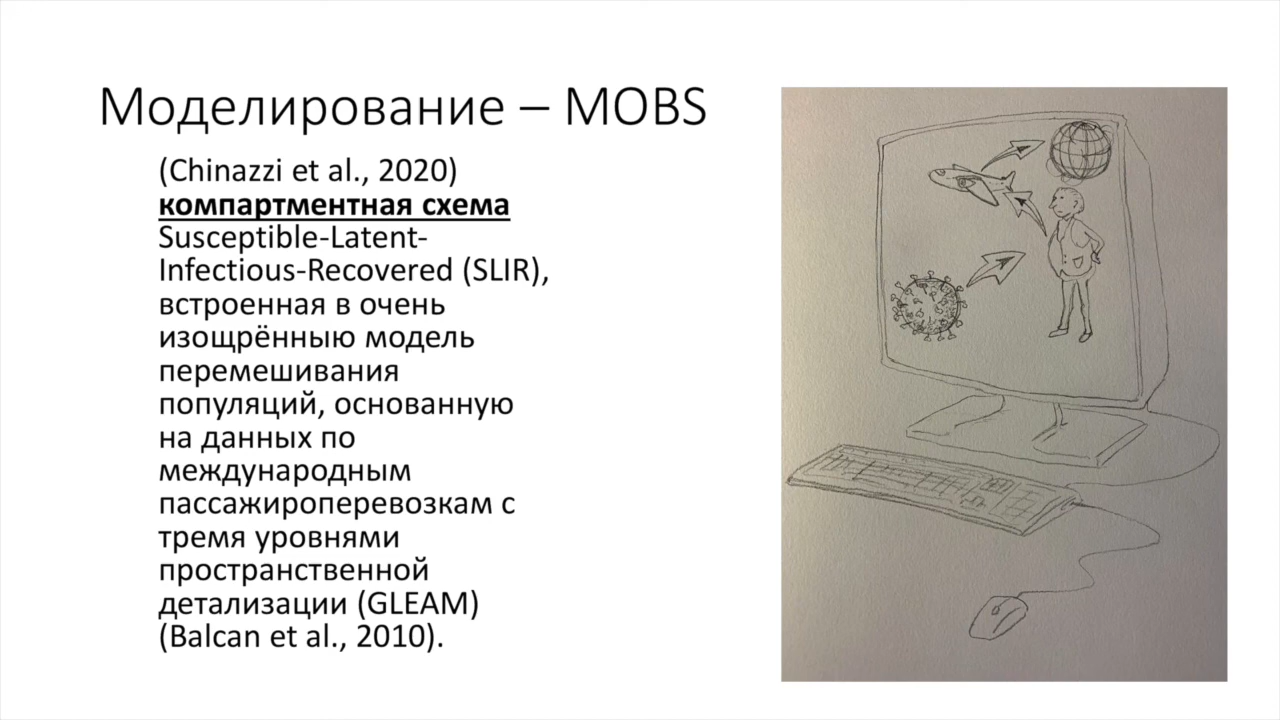 Моделирование – MOBS
(Chinazzi et al., 2020)
компартментная схема
Susceptible-Latent-
Infectious-Recovered (SLIR),
встроенная в очень
изощрённыю модель
перемешивания
популяций, основанную
на данных по
международным
пассажироперевозкам с
тремя уровнями
пространственной
детализации (GLEAM)
(Balcan et al., 2010).